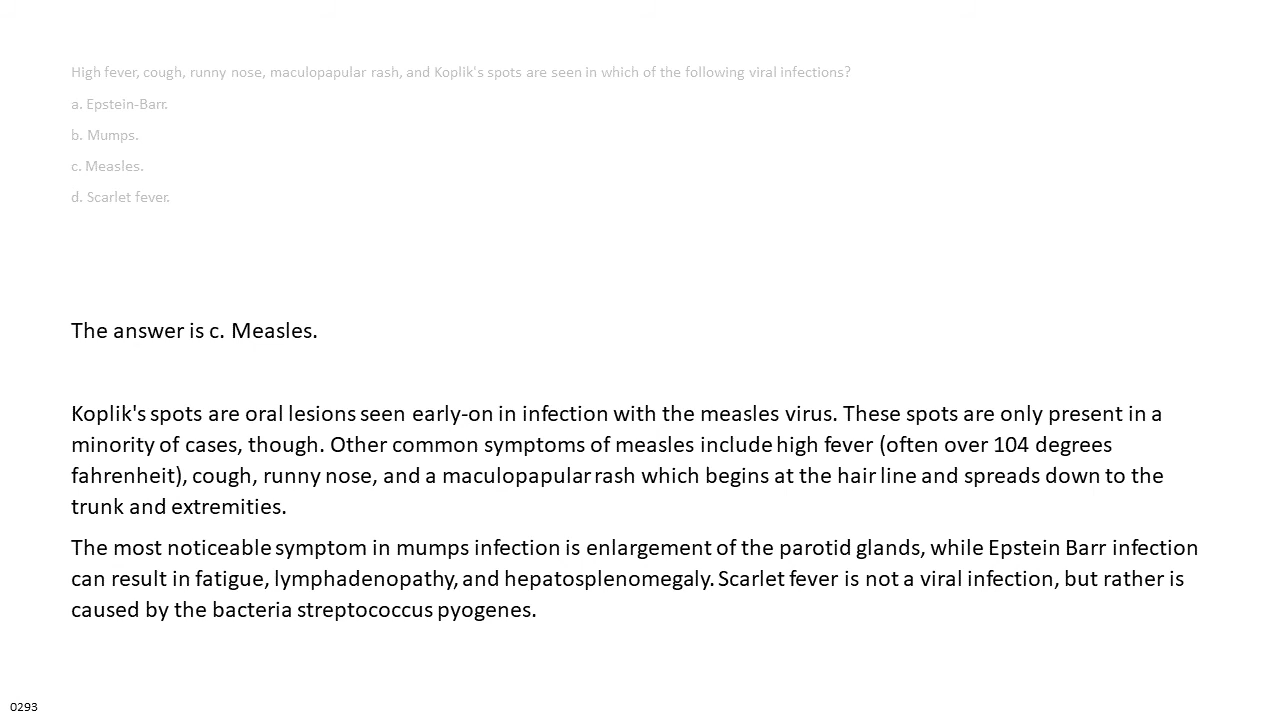 High fever, cough, runny nose, maculopapular rash, and Koplik's spots are seen in which of the following viral infections?
a. Epstein-Barr.
b. Mumps.
c. Measles.
d. Scarlet fever.
The answer is c. Measles.
Koplik's spots are oral lesions seen early-on in infection with the measles virus. These spots are only present in a
minority of cases, though. Other common symptoms of measles include high fever (often over 104 degrees
fahrenheit), cough, runny nose, and a maculopapular rash which begins at the hair line and spreads down to the
trunk and extremities.
The most noticeable symptom in mumps infection is enlargement of the parotid glands, while Epstein Barr infection
can result in fatigue, lymphadenopathy, and hepatosplenomegaly. Scarlet fever is not a viral infection, but rather is
caused by the bacteria streptococcus pyogenes.
0293